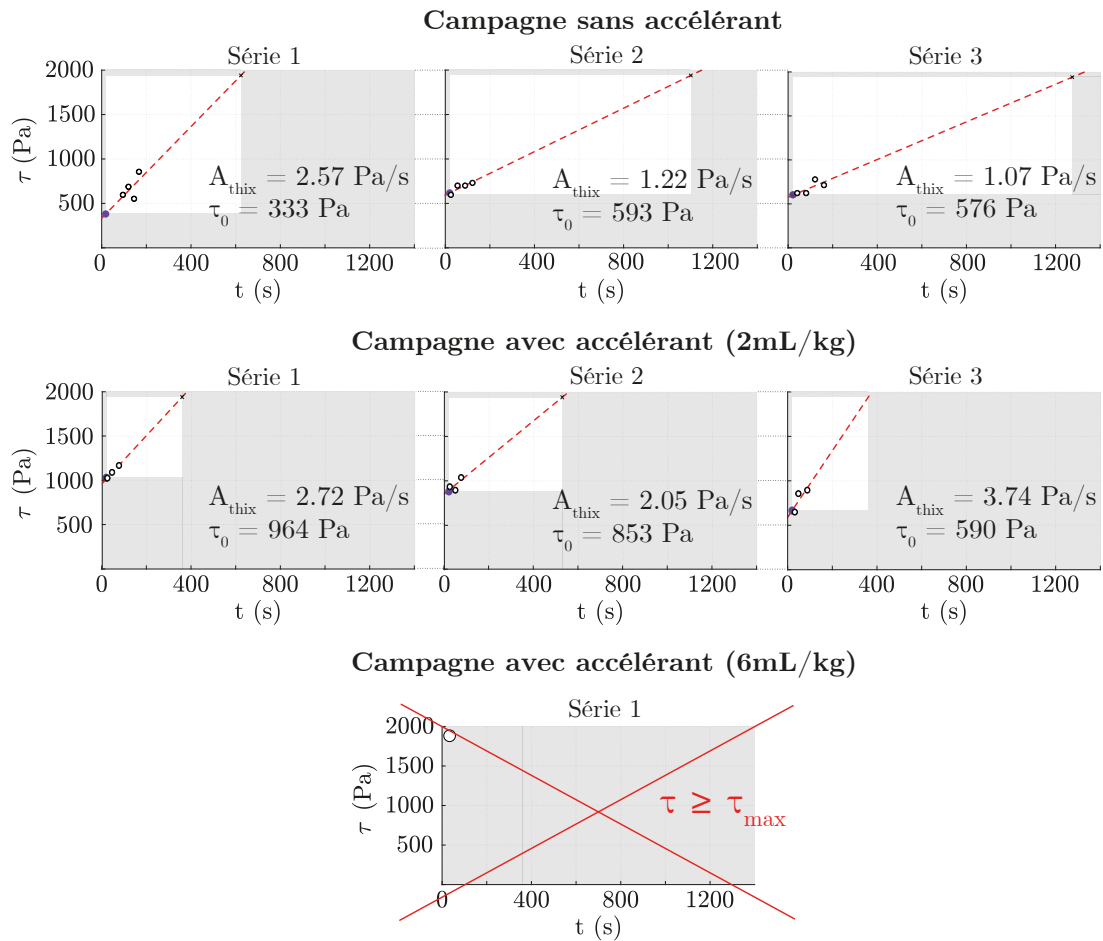 Campagne sans accélérant
Série 1
Série 2
Série 3
2000
1500
1000
500
τ (Pa)
A_thix = 2.57 Pa/s
τ_0 = 333 Pa
A_thix = 1.22 Pa/s
τ_0 = 593 Pa
A_thix = 1.07 Pa/s
τ_0 = 576 Pa
0 400 800 1200
0 400 800 1200
0 400 800 1200
t (s)
t (s)
t (s)
Campagne avec accélérant (2mL/kg)
Série 1
Série 2
Série 3
2000
1500
1000
500
τ (Pa)
A_thix = 2.72 Pa/s
τ_0 = 964 Pa
A_thix = 2.05 Pa/s
τ_0 = 853 Pa
A_thix = 3.74 Pa/s
τ_0 = 590 Pa
0 400 800 1200
0 400 800 1200
0 400 800 1200
t (s)
t (s)
t (s)
Campagne avec accélérant (6mL/kg)
Série 1
2000
1500
1000
500
τ (Pa)
τ ≥ τ_max
0 400 800 1200
t (s)